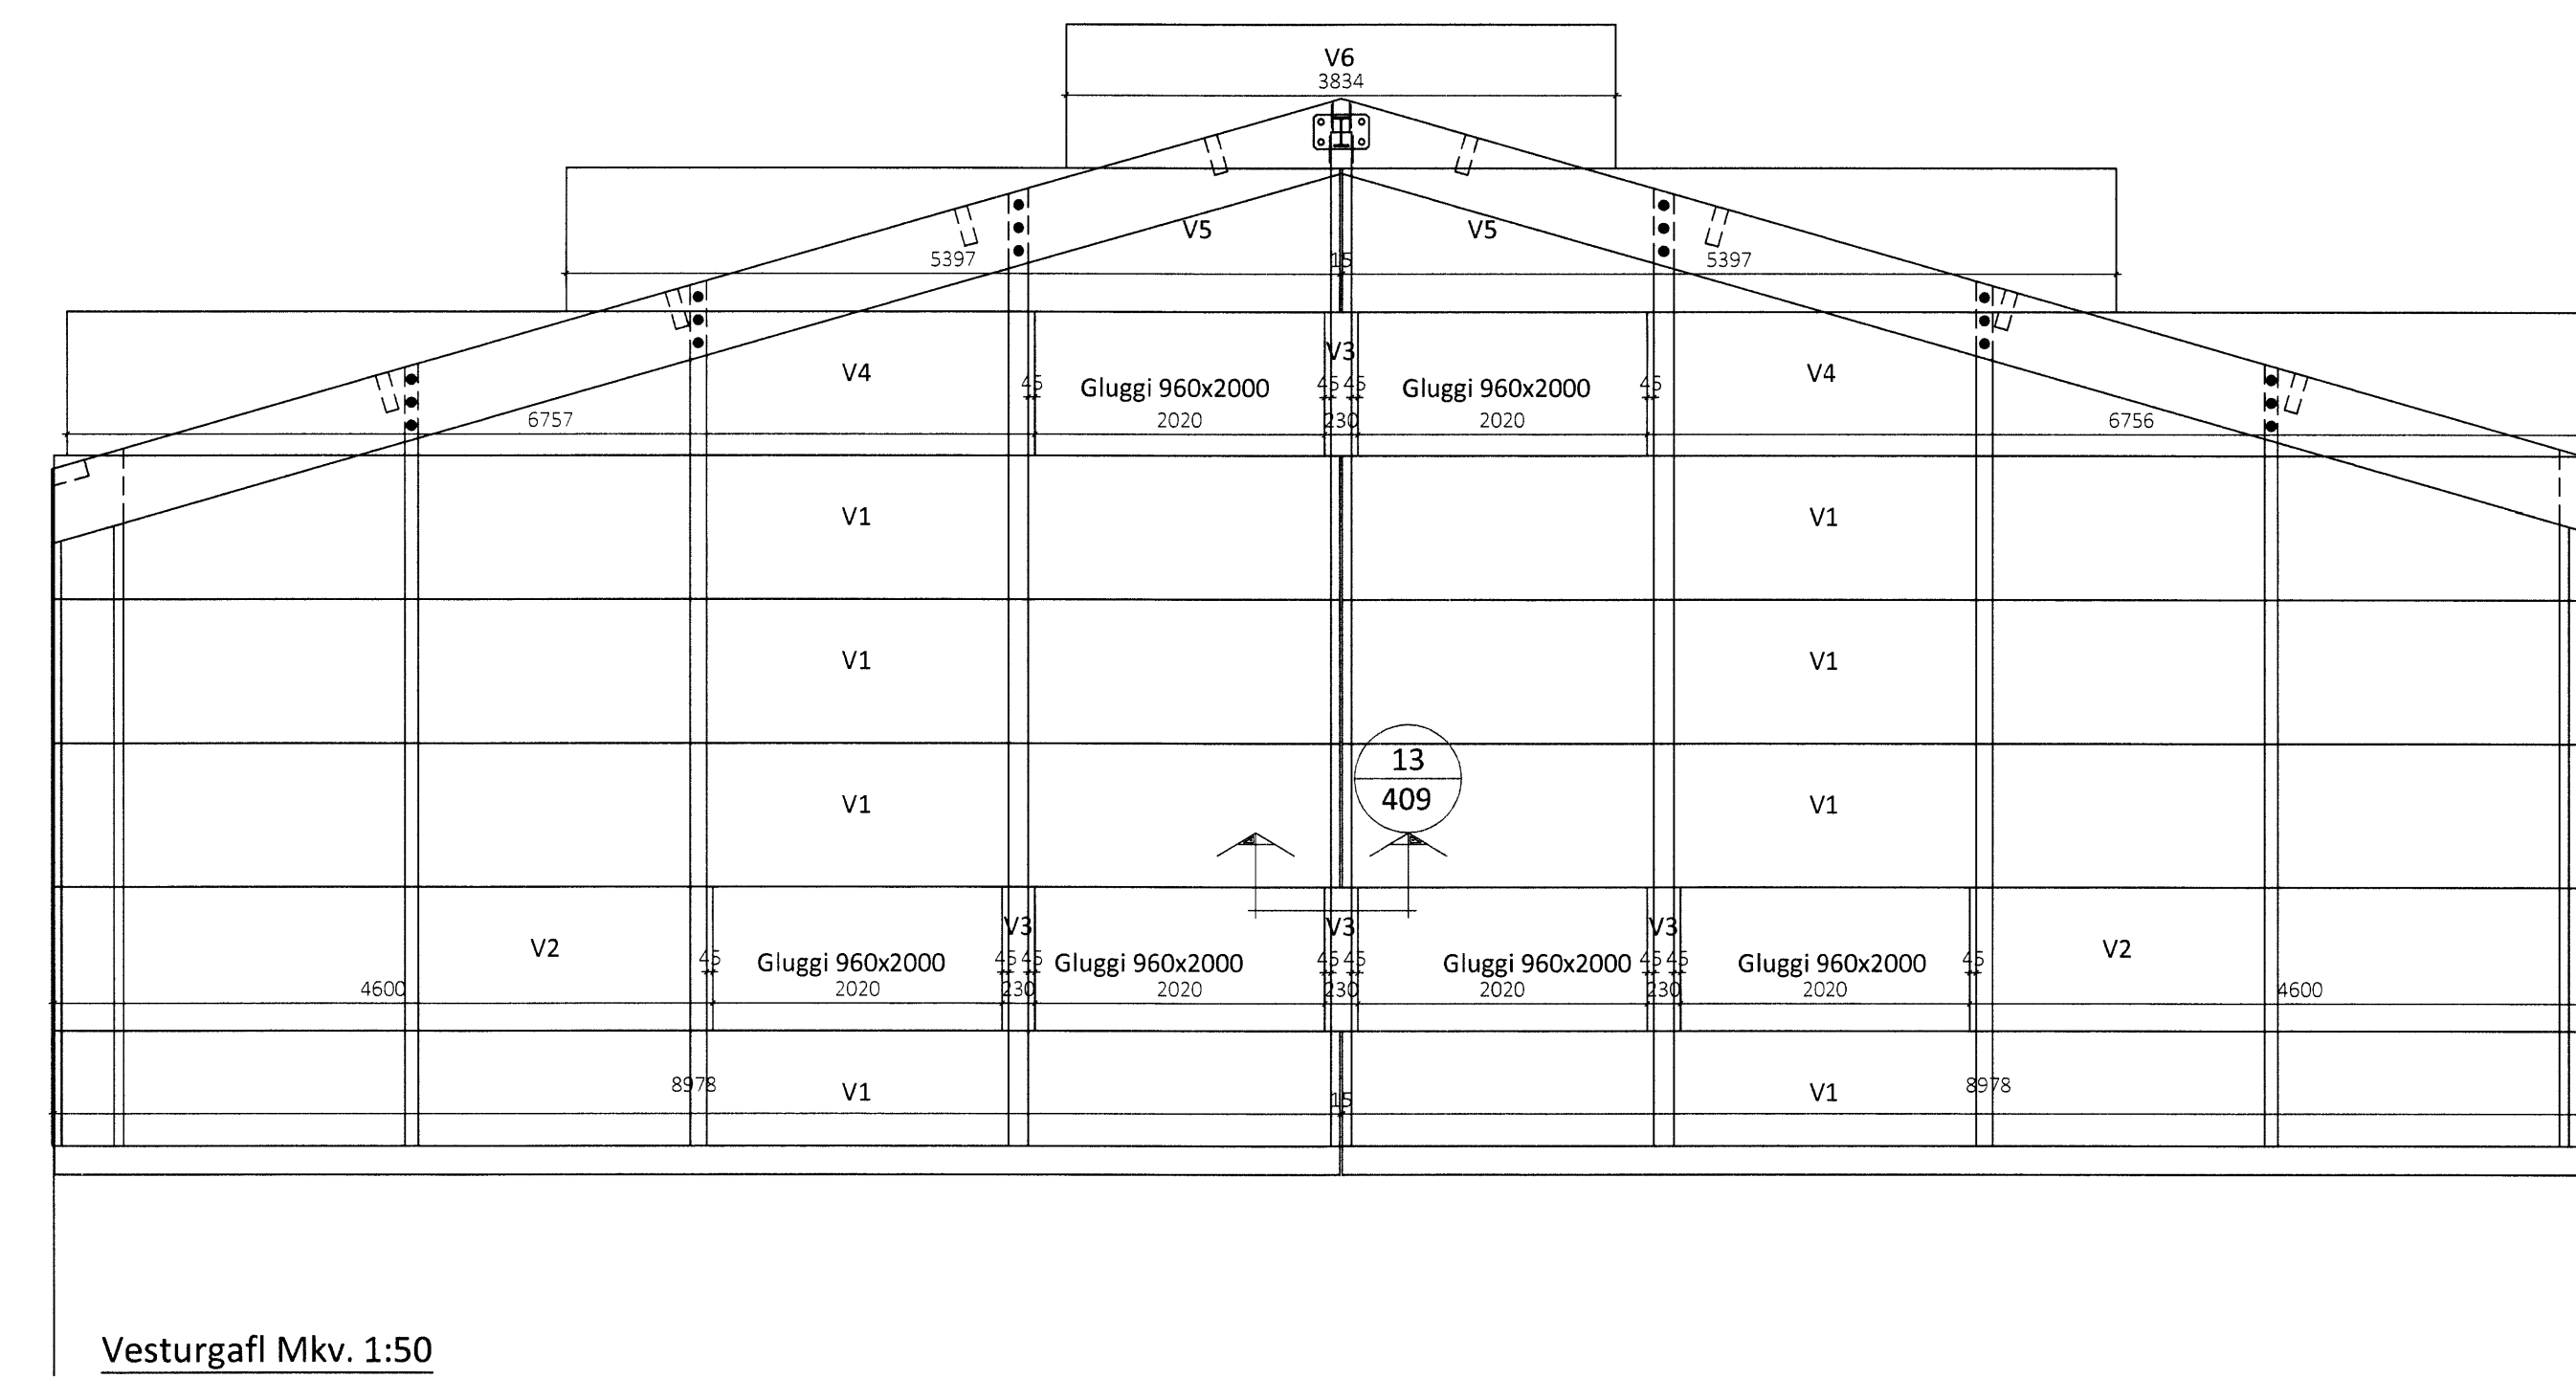 V6
3834
V5 V5
5397 15 5397
V3
V4 V4
45 Gluggi 960x2000 45 45 Gluggi 960x2000 45
6757 2020 230 2020 6756
V1 V1
V1 V1
13
409
V1 V1
V3 V3 V3
V2 V2
45 Gluggi 960x2000 45 45 Gluggi 960x2000 45 45 Gluggi 960x2000 45 45 Gluggi 960x2000 45
4600 2020 230 2020 230 2020 230 2020 4600
8978 V1 15 V1 8978
Vesturgafl Mkv. 1:50